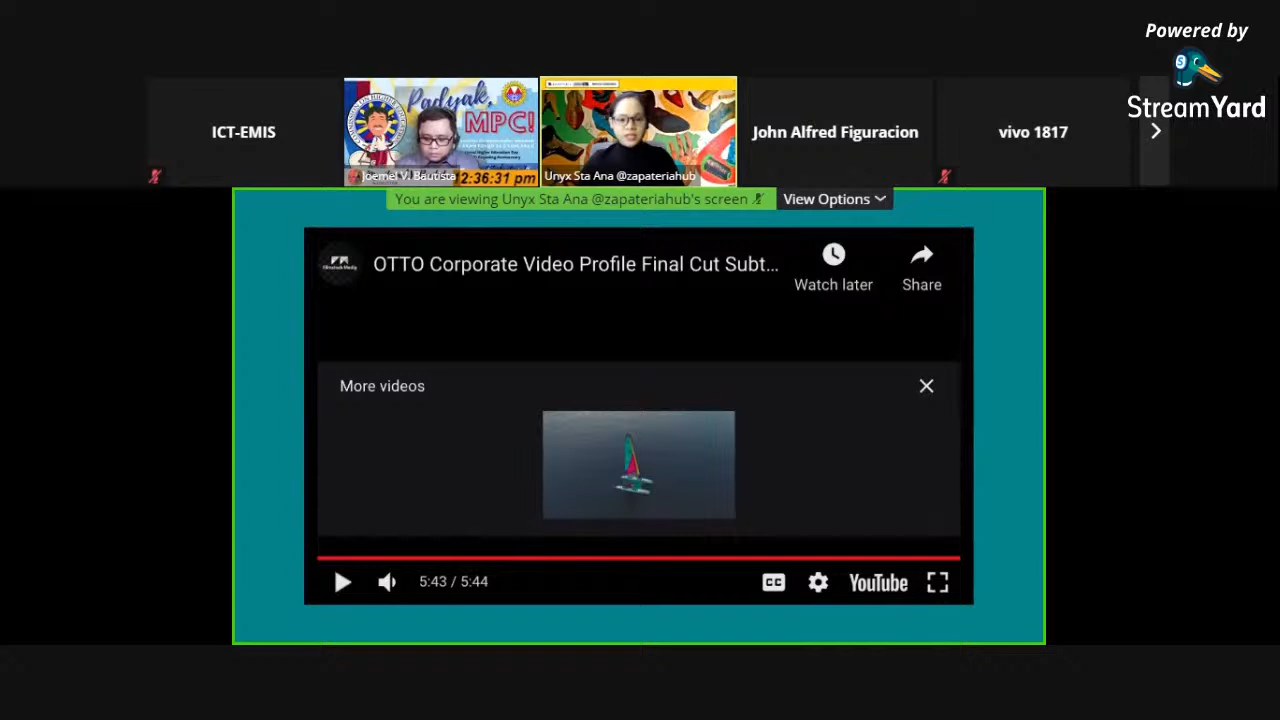 Powered by
StreamYard
ICT-EMIS
Padyak,
MPC!
Joemel V. Bautista
2:36:31 pm
Unyx Sta Ana @zapateriahub
John Alfred Figuracion
vivo 1817
You are viewing Unyx Sta Ana @zapateriahub's screen
View Options
OTTO Corporate Video Profile Final Cut Subt...
Watch later
Share
More videos
5:43 / 5:44
CC
YouTube